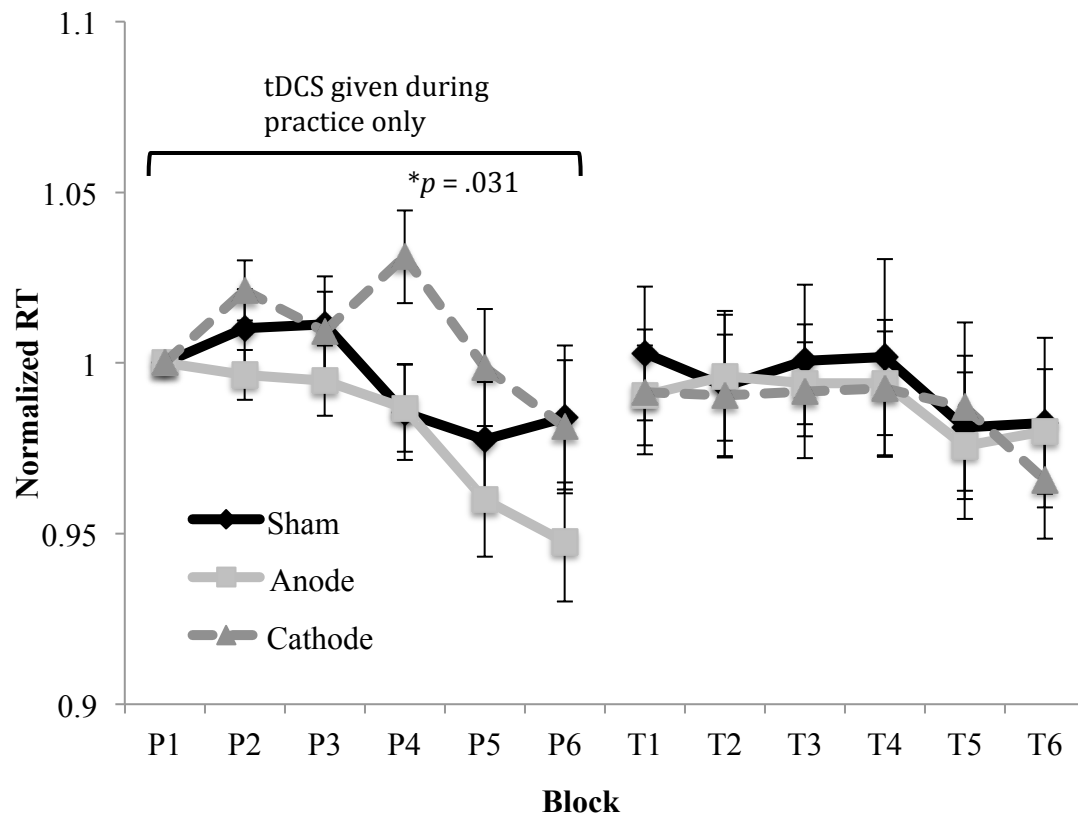 1.1
tDCS given during
practice only
*p = .031
1.05
1
0.95
0.9
Normalized RT
Sham
Anode
Cathode
P1 P2 P3 P4 P5 P6 T1 T2 T3 T4 T5 T6
Block